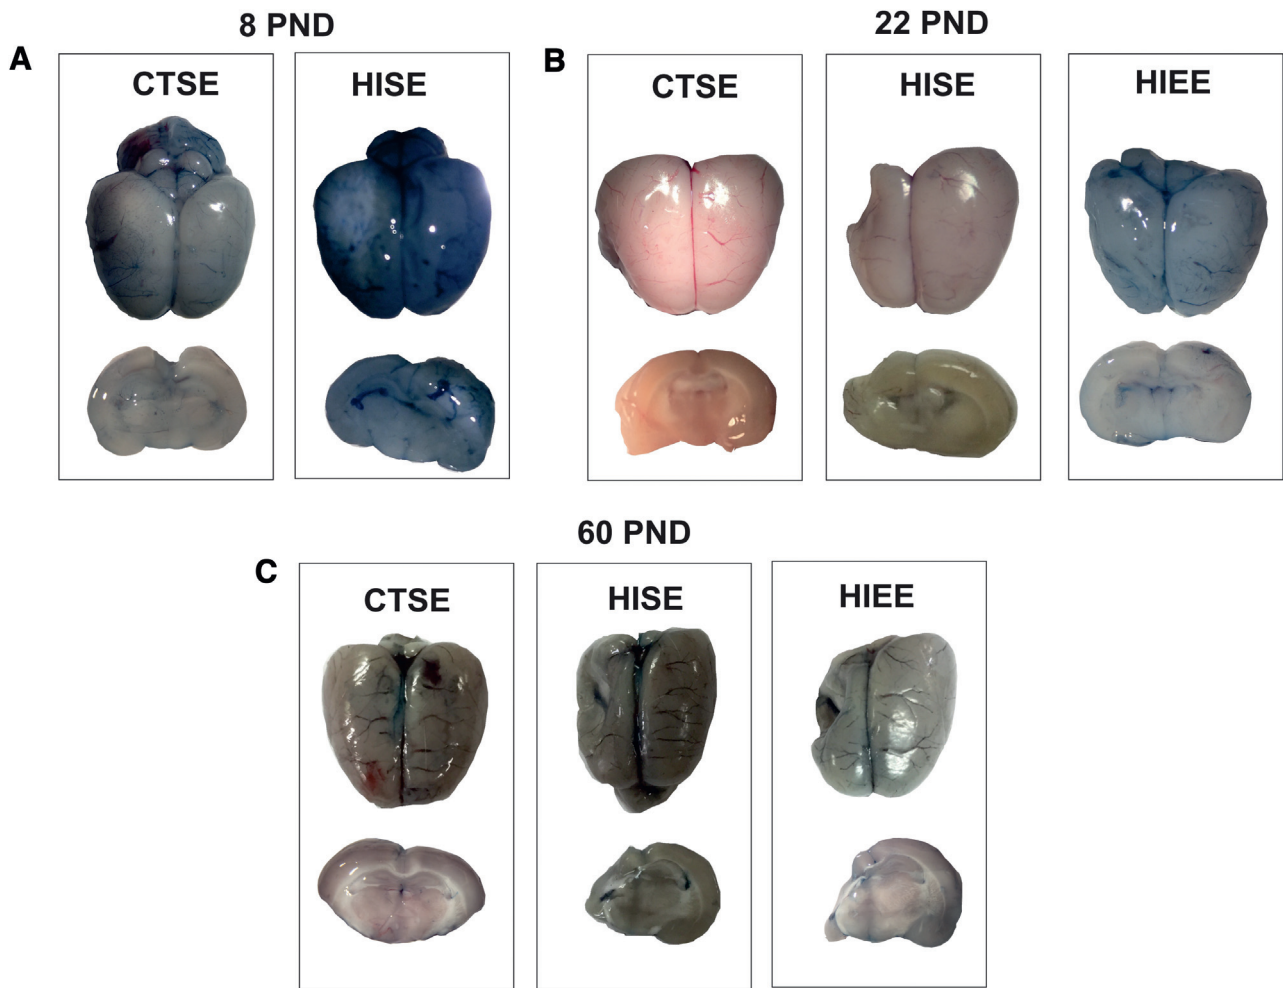 8 PND
22 PND
A
CTSE
HISE
B
CTSE
HISE
HIEE
60 PND
C
CTSE
HISE
HIEE